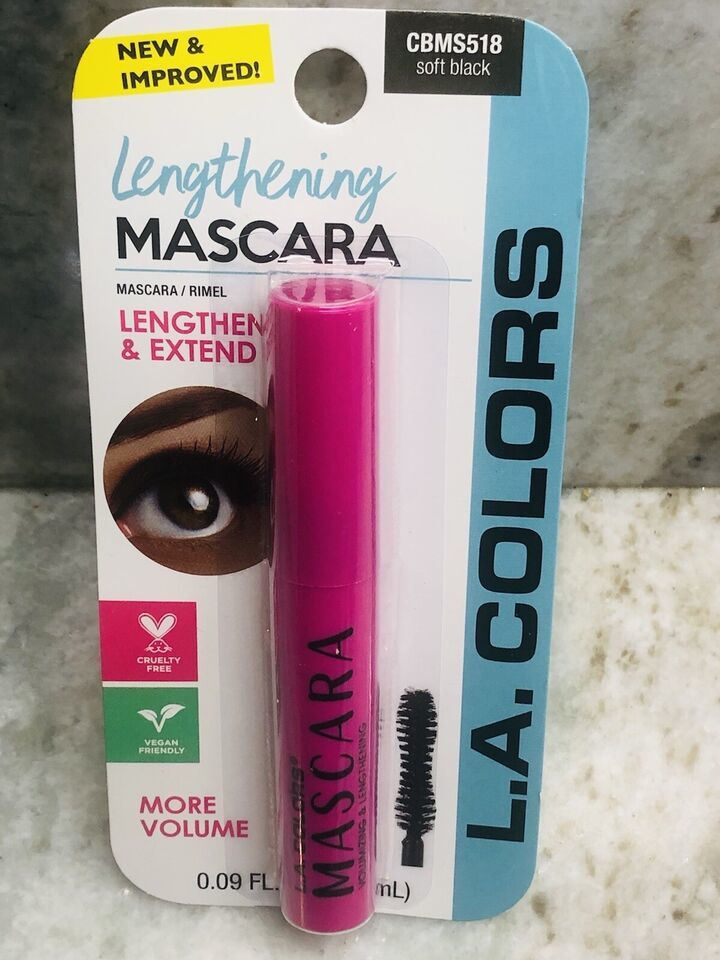 NEW &
IMPROVED!
CBMS518
soft black
Lengthening
MASCARA
MASCARA / RIMEL
LENGTHEN
& EXTEND
CRUELTY
FREE
VEGAN
FRIENDLY
MORE
VOLUME
0.09 FL.
mL)
L.A. COLORS®
MASCARA
VOLUMIZING & LENGTHENING
L.A. COLORS